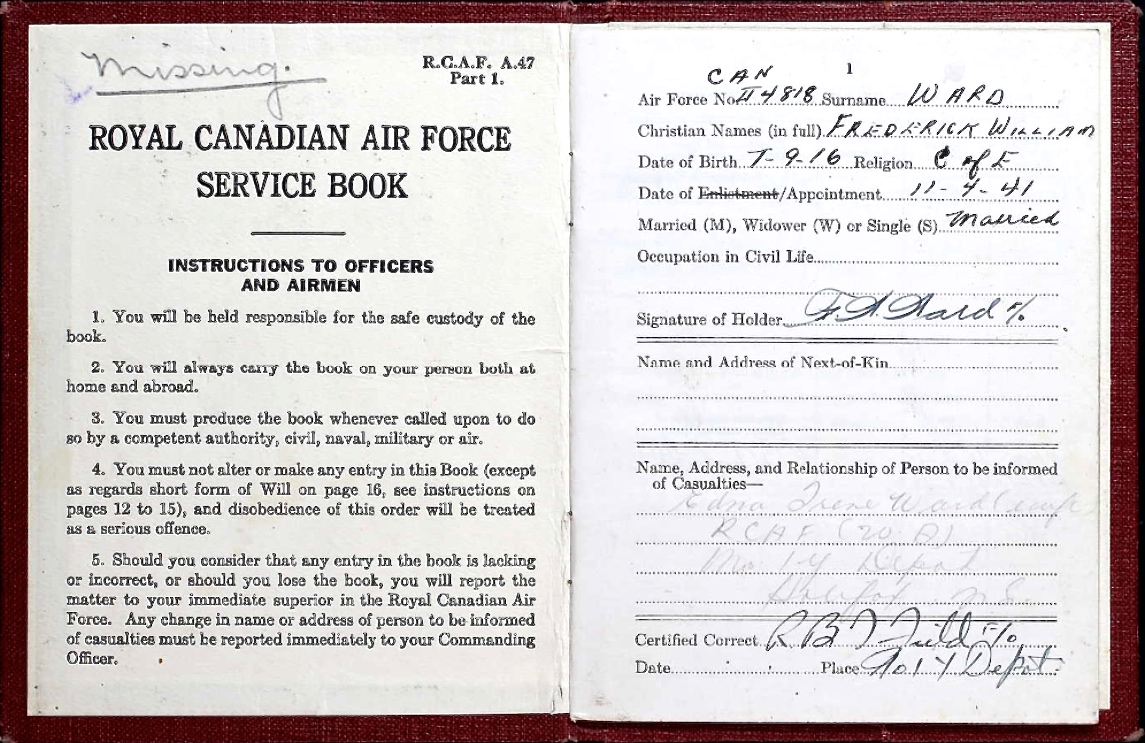 Missing.
R.C.A.F. A.47
Part 1.
ROYAL CANADIAN AIR FORCE
SERVICE BOOK
INSTRUCTIONS TO OFFICERS
AND AIRMEN
1. You will be held responsible for the safe custody of the
book.
2. You will always carry the book on your person both at
home and abroad.
3. You must produce the book whenever called upon to do
so by a competent authority, civil, naval, military or air.
4. You must not alter or make any entry in this Book (except
as regards short form of Will on page 16, see instructions on
pages 12 to 15), and disobedience of this order will be treated
as a serious offence.
5. Should you consider that any entry in the book is lacking
or incorrect, or should you lose the book, you will report the
matter to your immediate superior in the Royal Canadian Air
Force. Any change in name or address of person to be informed
of casualties must be reported immediately to your Commanding
Officer.
1
CAN
Air Force No. 4818 Surname WARD
Christian Names (in full) FREDERICK WILLIAM
Date of Birth 7-9-16 Religion C of E
Date of Enlistment/Appointment 11-4-41
Married (M), Widower (W) or Single (S) Married
Occupation in Civil Life
Signature of Holder Ward
Name and Address of Next-of-Kin
Name, Address, and Relationship of Person to be informed
of Casualties—
Edna Irene Ward (wife
RCAF
Depot
Halifax N.S.
Certified Correct
Date Place No 1 Y Depot.